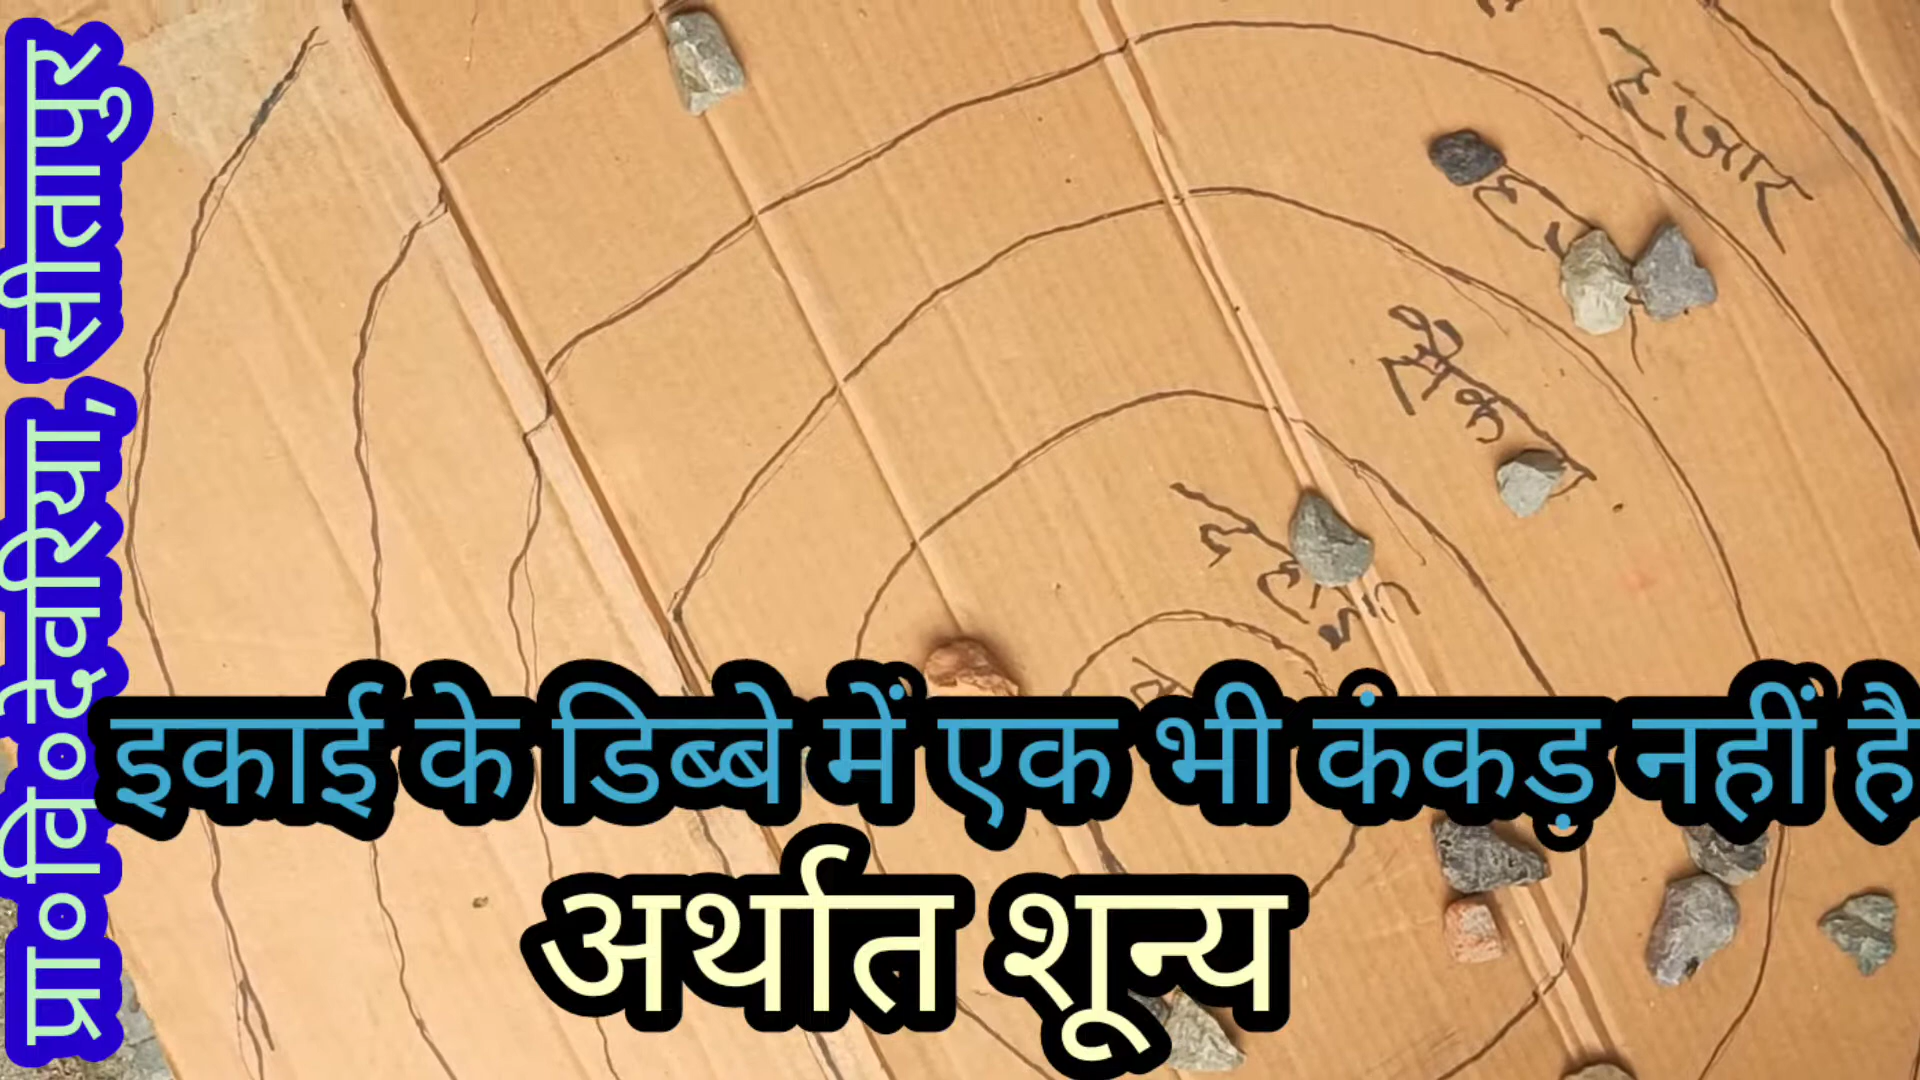 प्रा०वि०देवरिया, सीतापुर
हजार
सैकड़ा
इकाई के डिब्बे में एक भी कंकड़ नहीं है
अर्थात शून्य